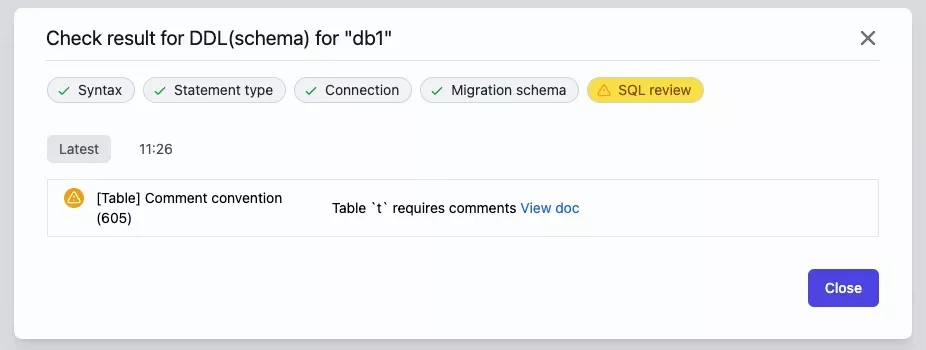 Check result for DDL(schema) for "db1"
Syntax
Statement type
Connection
Migration schema
SQL review
Latest
11:26
[Table] Comment convention
(605)
Table `t` requires comments View doc
Close